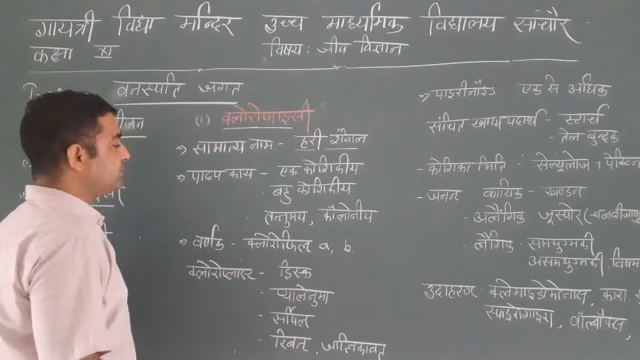 गायत्री विद्या मन्दिर उच्च माध्यमिक विद्यालय सांचौर
कक्षा XI विषय: जीव विज्ञान
वनस्पति जगत
(1) क्लोरोफाइसी
सामान्य नाम - हरी शैवाल
पादप काय - एक कोशिकीय
बहु कोशिकीय
तन्तुमय, कॉलोनीय
वर्णक - क्लोरोफिल a, b.
क्लोरोप्लास्ट - डिस्क
प्यालेनुमा
सर्पिल
रिबन, जालिकावत
पाइरीनॉइड एक से अधिक
संचित खाद्य पदार्थ - स्टार्च
तेल बुन्दक
- कोशिका भित्ति - सेल्युलोज + पेक्टि
- जनन कायिक - खण्डन
अलैंगिक - जूस्पोर
लैंगिक - समयुग्मकी
असमयुग्मकी विषम
उदाहरण - क्लेमाइडोमोनास, कारा,
स्पाइरोगाइरा, वॉल्वॉक्स,